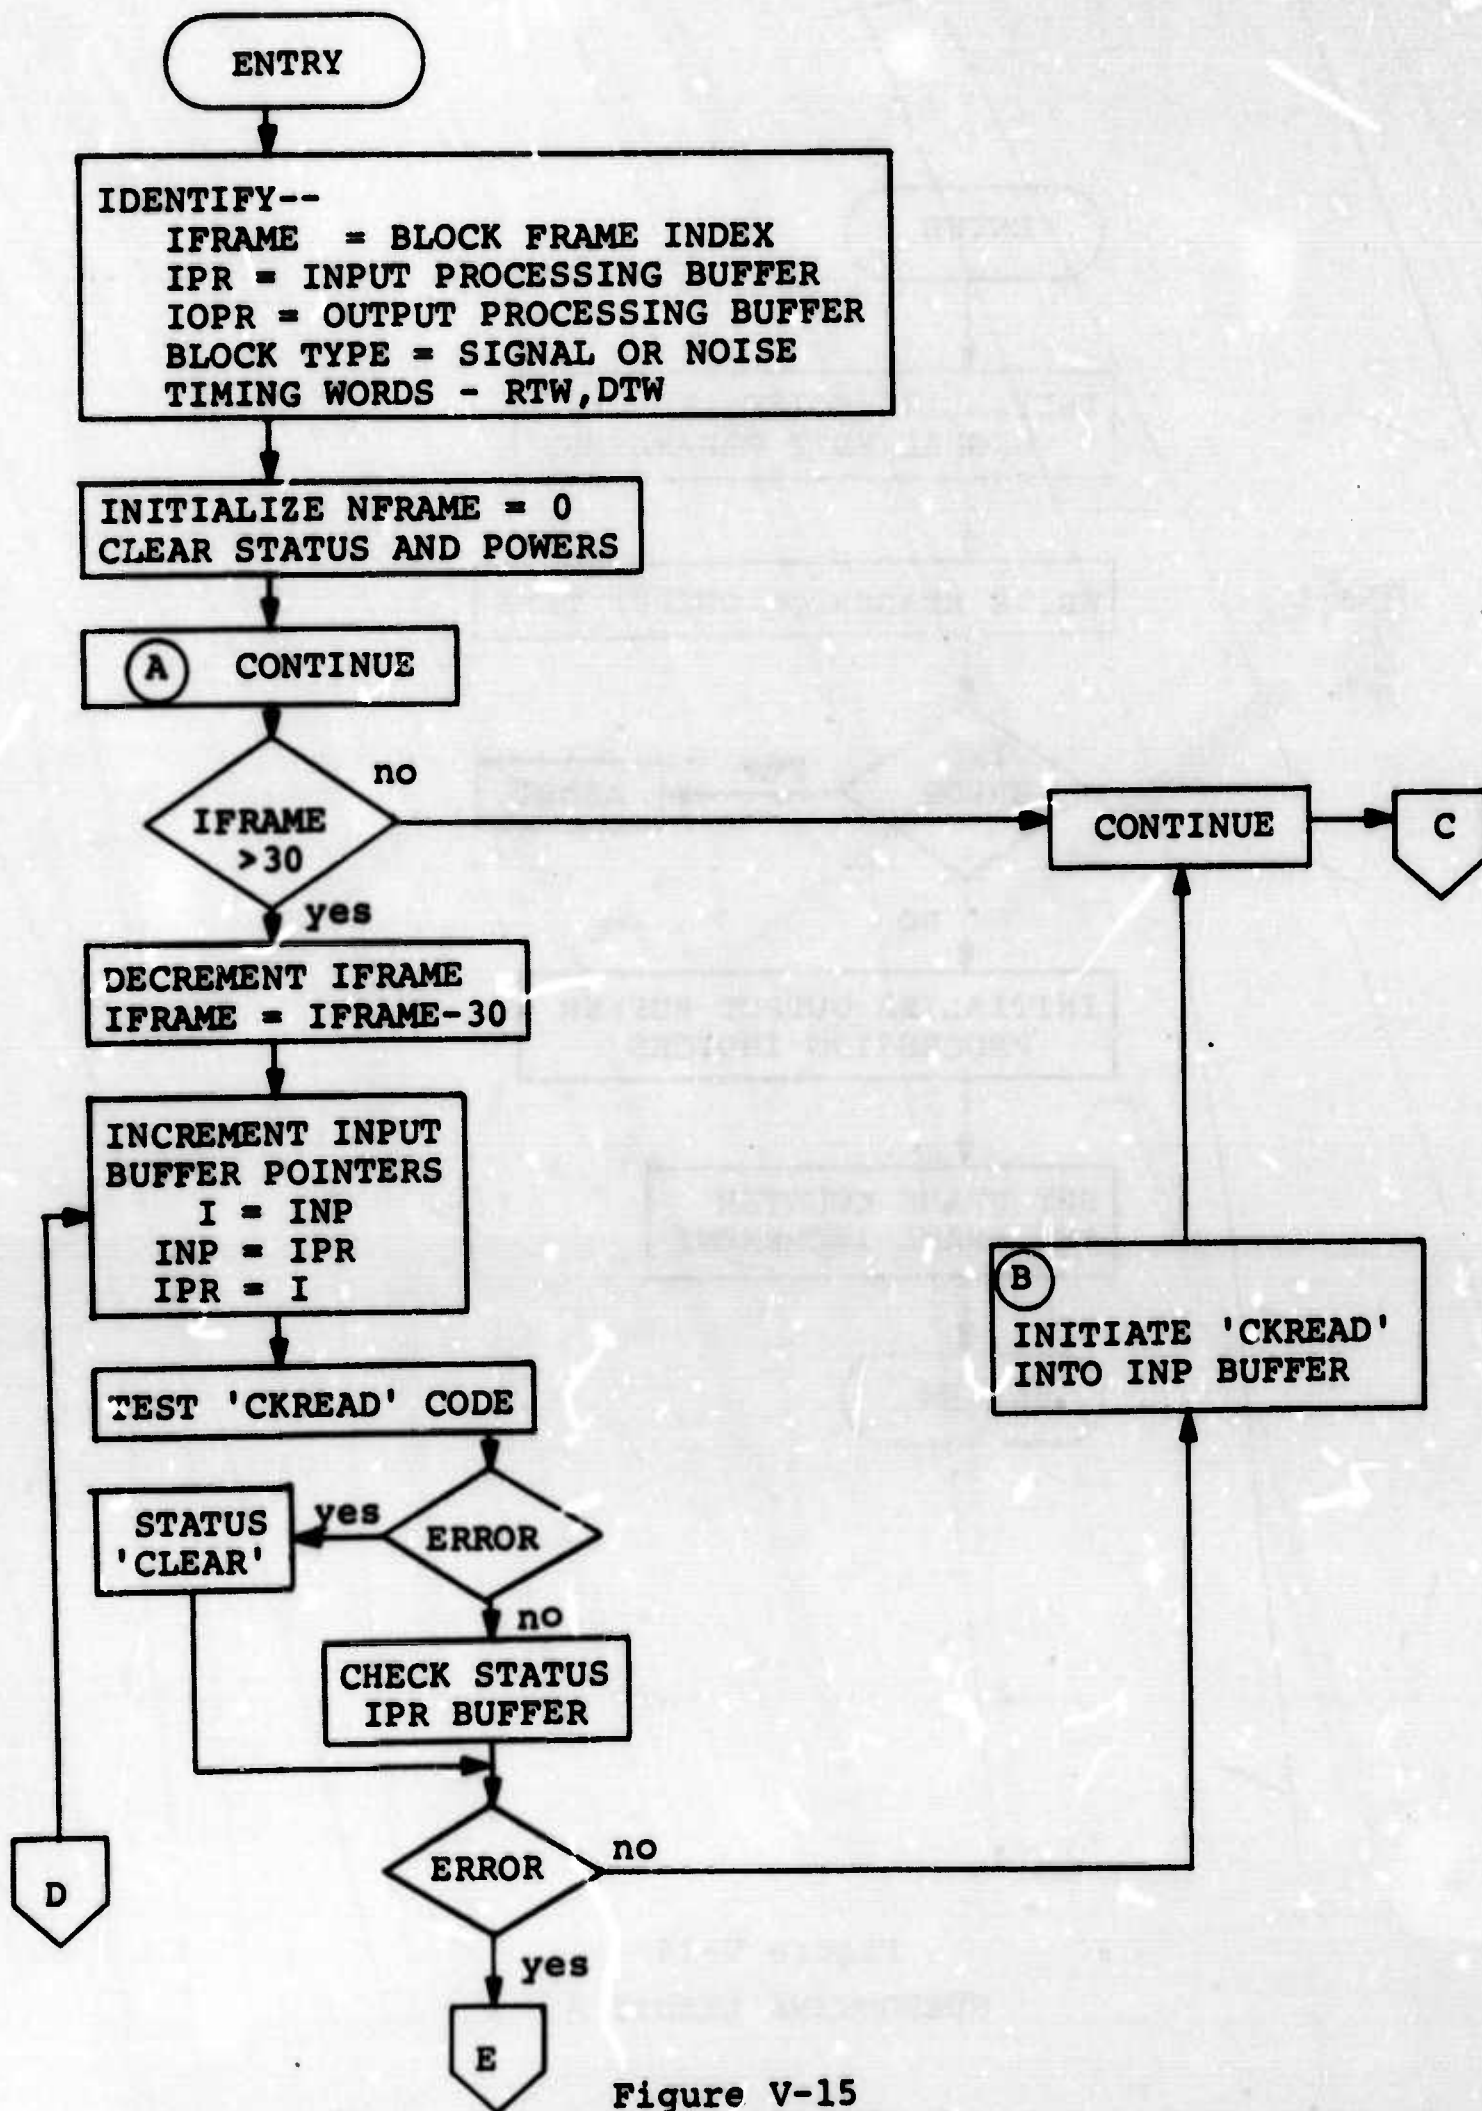 ENTRY
IDENTIFY--
IFRAME = BLOCK FRAME INDEX
IPR = INPUT PROCESSING BUFFER
IOPR = OUTPUT PROCESSING BUFFER
BLOCK TYPE = SIGNAL OR NOISE
TIMING WORDS - RTW,DTW
INITIALIZE NFRAME = 0
CLEAR STATUS AND POWERS
A CONTINUE
no
IFRAME
>30
CONTINUE
C
yes
DECREMENT IFRAME
IFRAME = IFRAME-30
INCREMENT INPUT
BUFFER POINTERS
I = INP
INP = IPR
IPR = I
B
INITIATE 'CKREAD'
INTO INP BUFFER
TEST 'CKREAD' CODE
STATUS
'CLEAR'
yes
ERROR
no
CHECK STATUS
IPR BUFFER
ERROR
no
D
yes
E
Figure V-15